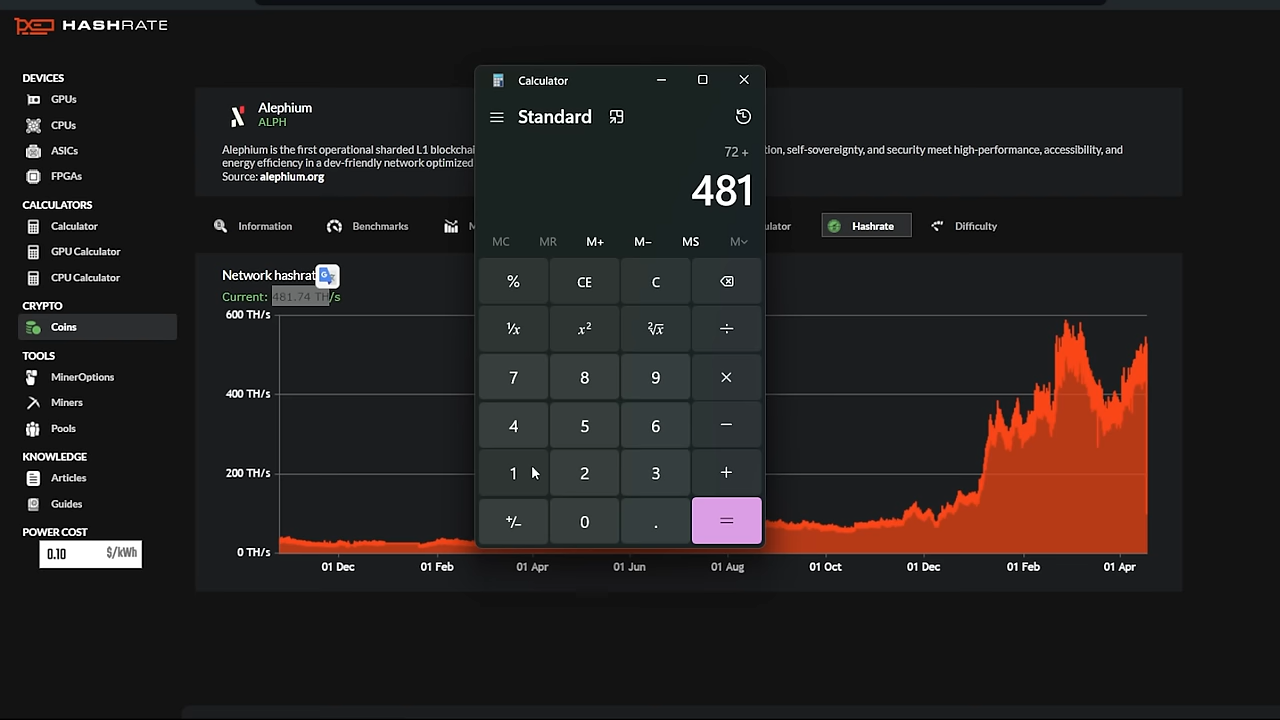 HASHRATE
DEVICES
GPUs
CPUs
ASICs
FPGAs
CALCULATORS
Calculator
GPU Calculator
CPU Calculator
CRYPTO
Coins
TOOLS
MinerOptions
Miners
Pools
KNOWLEDGE
Articles
Guides
POWER COST
0.10 $/kWh
Alephium
ALPH
Alephium is the first operational sharded L1 blockchai
energy efficiency in a dev-friendly network optimized
Source: alephium.org
tion, self-sovereignty, and security meet high-performance, accessibility, and
Information
Benchmarks
M
ulator
Hashrate
Difficulty
Network hashrat
Current: 481.74 TH/s
600 TH/s
400 TH/s
200 TH/s
0 TH/s
01 Dec
01 Feb
01 Apr
01 Jun
01 Aug
01 Oct
01 Dec
01 Feb
01 Apr
Calculator
Standard
72 +
481
MC MR M+ M− MS M
% CE C
1/x x² ²√x ÷
7 8 9 ×
4 5 6 −
1 2 3 +
+/− 0 . =